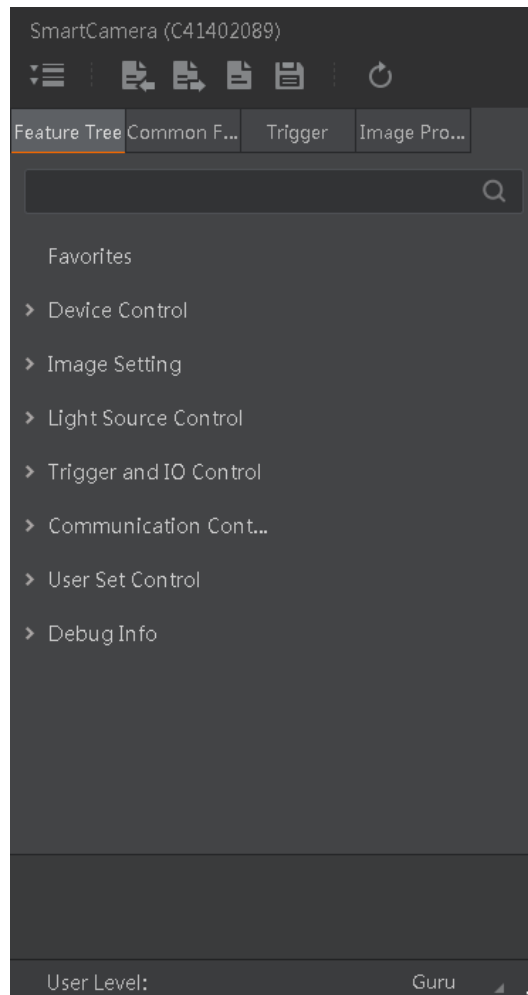 SmartCamera (C41402089)
Feature Tree Common F... Trigger Image Pro...
Favorites
Device Control
Image Setting
Light Source Control
Trigger and IO Control
Communication Cont...
User Set Control
Debug Info
User Level: Guru